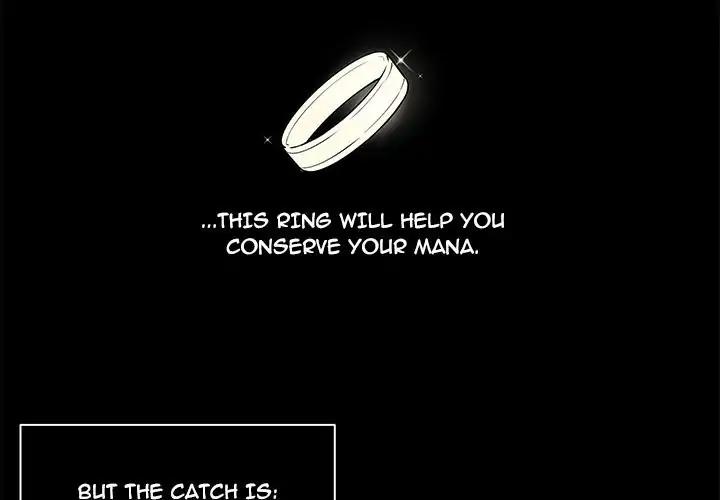 ...THIS RING WILL HELP YOU
CONSERVE YOUR MANA.
BUT THE CATCH IS: